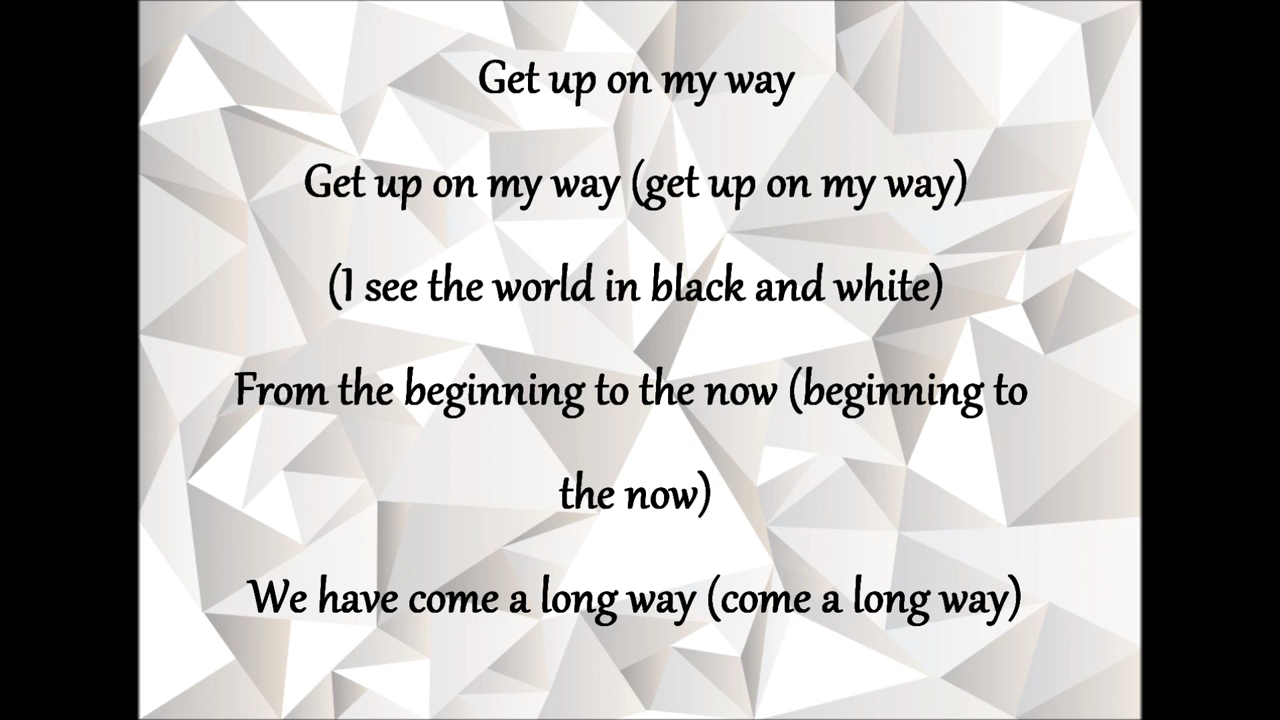 Get up on my way
Get up on my way (get up on my way)
(I see the world in black and white)
From the beginning to the now (beginning to
the now)
We have come a long way (come a long way)